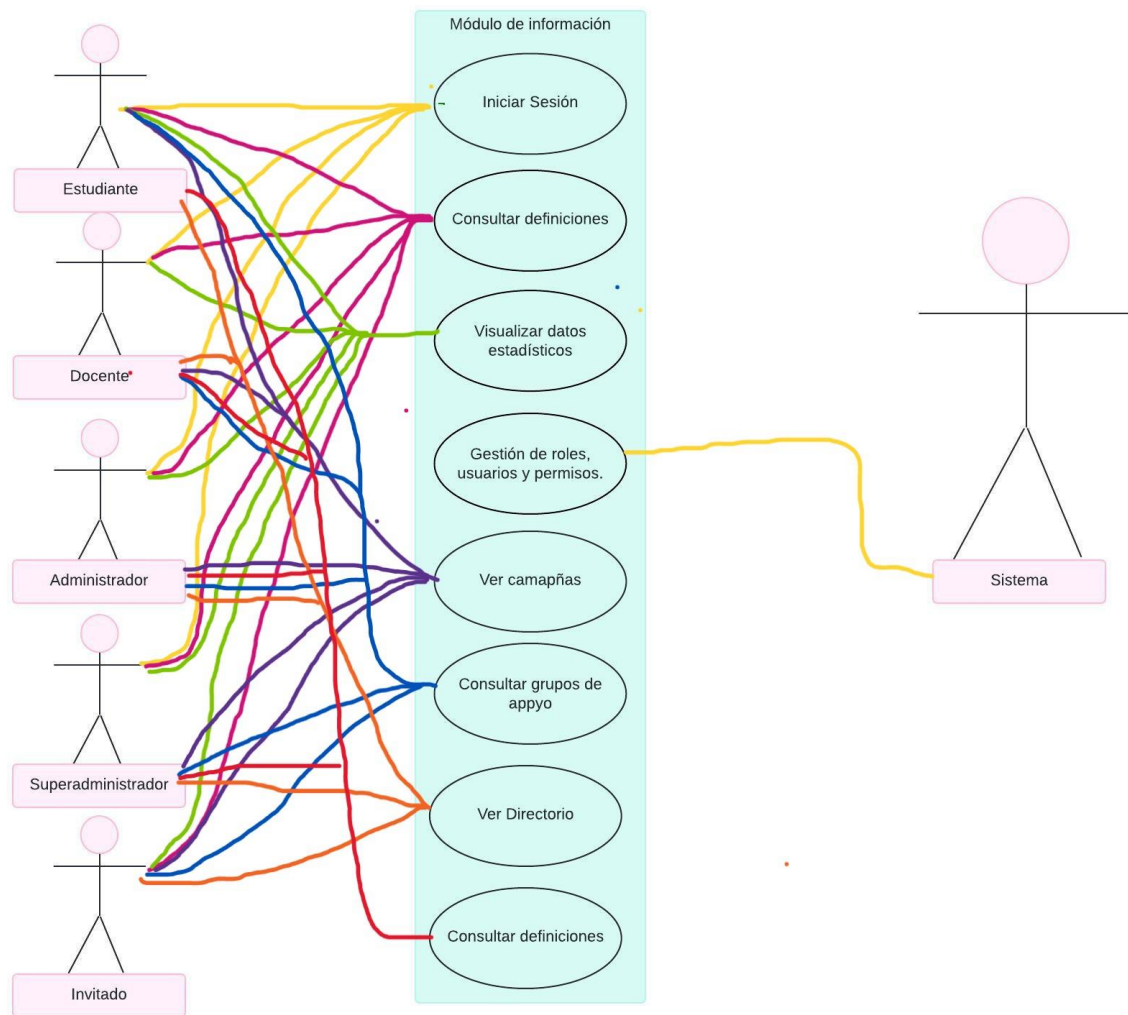 Módulo de información
Iniciar Sesión
Estudiante
Consultar definiciones
Visualizar datos
estadísticos
Docente
Gestión de roles,
usuarios y permisos.
Administrador
Ver camapñas
Sistema
Consultar grupos de
appyo
Superadministrador
Ver Directorio
Consultar definiciones
Invitado